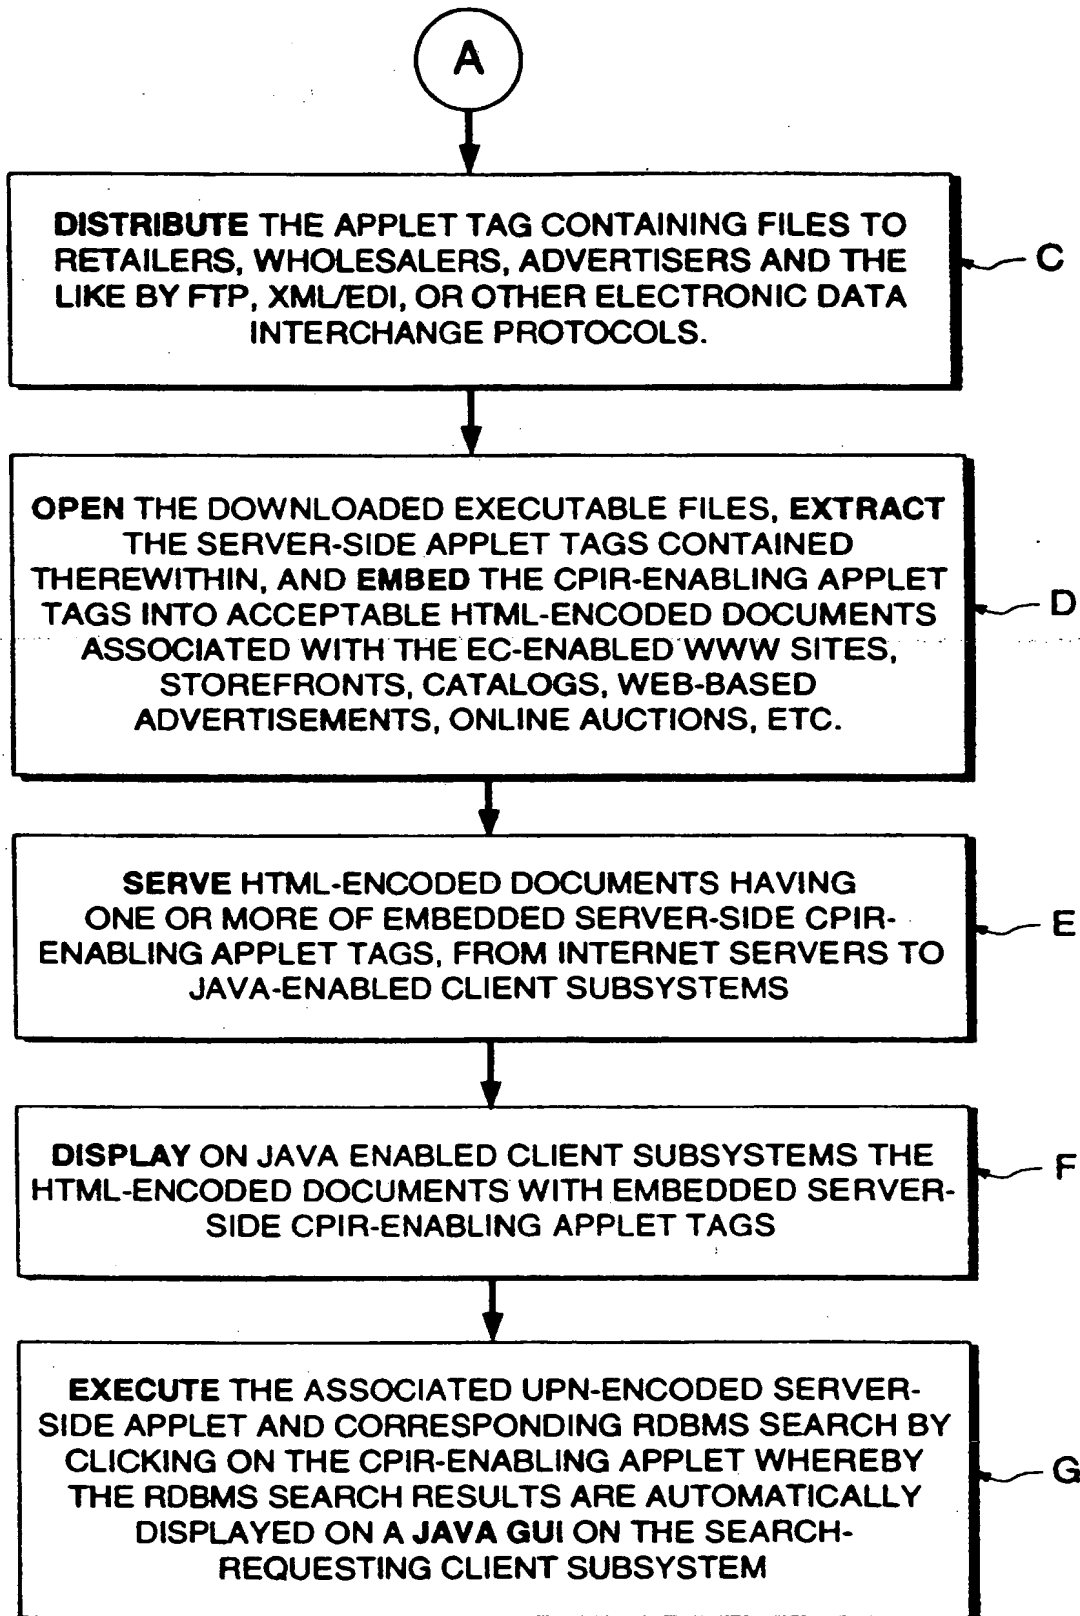 A
DISTRIBUTE THE APPLET TAG CONTAINING FILES TO
RETAILERS, WHOLESALERS, ADVERTISERS AND THE
LIKE BY FTP, XML/EDI, OR OTHER ELECTRONIC DATA
INTERCHANGE PROTOCOLS.
C
OPEN THE DOWNLOADED EXECUTABLE FILES, EXTRACT
THE SERVER-SIDE APPLET TAGS CONTAINED
THEREWITHIN, AND EMBED THE CPIR-ENABLING APPLET
TAGS INTO ACCEPTABLE HTML-ENCODED DOCUMENTS
ASSOCIATED WITH THE EC-ENABLED WWW SITES,
STOREFRONTS, CATALOGS, WEB-BASED
ADVERTISEMENTS, ONLINE AUCTIONS, ETC.
D
SERVE HTML-ENCODED DOCUMENTS HAVING
ONE OR MORE OF EMBEDDED SERVER-SIDE CPIR-
ENABLING APPLET TAGS, FROM INTERNET SERVERS TO
JAVA-ENABLED CLIENT SUBSYSTEMS
E
DISPLAY ON JAVA ENABLED CLIENT SUBSYSTEMS THE
HTML-ENCODED DOCUMENTS WITH EMBEDDED SERVER-
SIDE CPIR-ENABLING APPLET TAGS
F
EXECUTE THE ASSOCIATED UPN-ENCODED SERVER-
SIDE APPLET AND CORRESPONDING RDBMS SEARCH BY
CLICKING ON THE CPIR-ENABLING APPLET WHEREBY
THE RDBMS SEARCH RESULTS ARE AUTOMATICALLY
DISPLAYED ON A JAVA GUI ON THE SEARCH-
REQUESTING CLIENT SUBSYSTEM
G